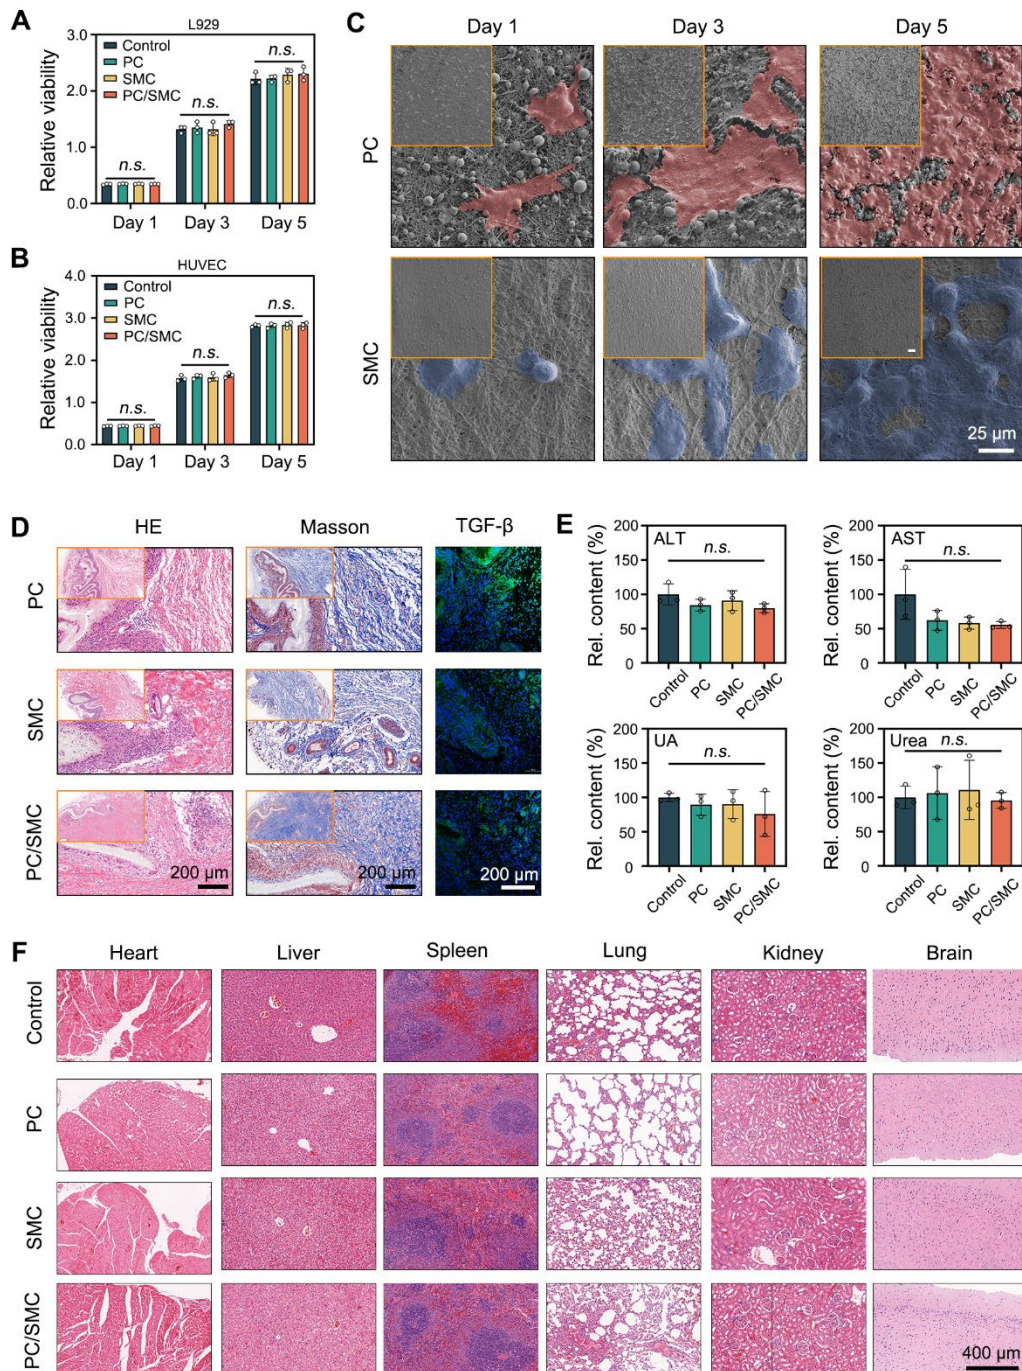 A
L929
Relative viability
3.0
2.0
1.0
0.0
Control
PC
SMC
PC/SMC
n.s.
n.s.
n.s.
Day 1
Day 3
Day 5
B
HUVEC
Relative viability
4.0
3.0
2.0
1.0
0.0
Control
PC
SMC
PC/SMC
n.s.
n.s.
n.s.
Day 1
Day 3
Day 5
C
Day 1
Day 3
Day 5
PC
SMC
25 μm
D
HE
Masson
TGF-β
PC
SMC
PC/SMC
200 μm
200 μm
200 μm
E
Rel. content (%)
200
150
100
50
0
ALT
n.s.
Control
PC
SMC
PC/SMC
Rel. content (%)
200
150
100
50
0
AST
n.s.
Control
PC
SMC
PC/SMC
Rel. content (%)
200
150
100
50
0
UA
n.s.
Control
PC
SMC
PC/SMC
Rel. content (%)
200
150
100
50
0
Urea
n.s.
Control
PC
SMC
PC/SMC
F
Heart
Liver
Spleen
Lung
Kidney
Brain
Control
PC
SMC
PC/SMC
400 μm